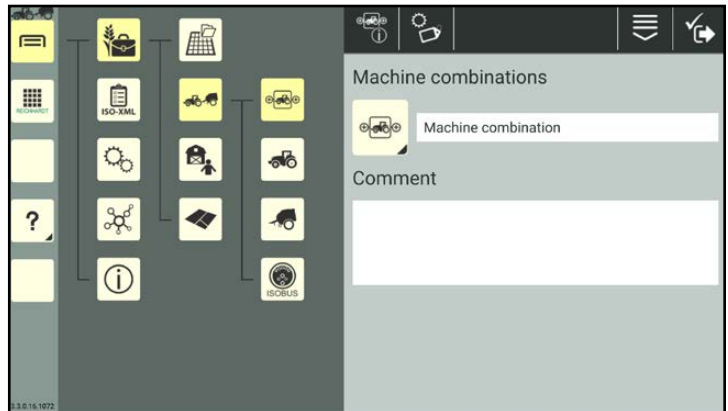 Machine combinations
REICHHARDT
ISO-XML
Machine combination
Comment
?
i
ISOBUS
3.3.0.16.1072